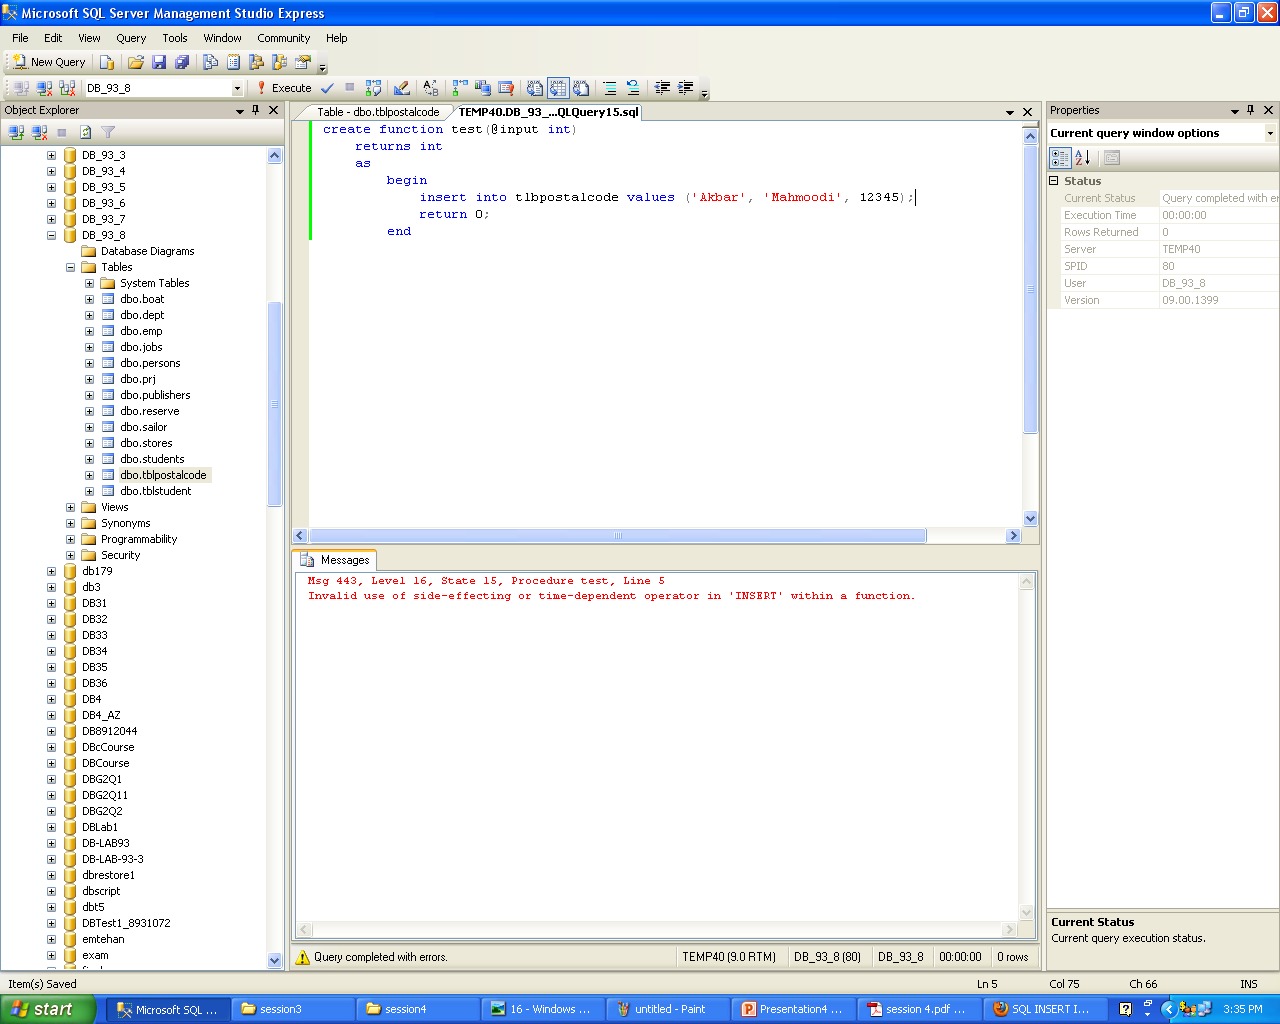 Microsoft SQL Server Management Studio Express
File Edit View Query Tools Window Community Help
New Query
DB_93_8 Execute
Object Explorer
DB_93_3
DB_93_4
DB_93_5
DB_93_6
DB_93_7
DB_93_8
Database Diagrams
Tables
System Tables
dbo.boat
dbo.dept
dbo.emp
dbo.jobs
dbo.persons
dbo.prj
dbo.publishers
dbo.reserve
dbo.sailor
dbo.stores
dbo.students
dbo.tblpostalcode
dbo.tblstudent
Views
Synonyms
Programmability
Security
db179
db3
DB31
DB32
DB33
DB34
DB35
DB36
DB4
DB4_AZ
DB8912044
DBcCourse
DBCourse
DBG2Q1
DBG2Q11
DBG2Q2
DBLab1
DB-LAB93
DB-LAB-93-3
dbrestore1
dbscript
dbt5
DBTest1_8931072
emtehan
exam
Table - dbo.tblpostalcode TEMP40.DB_93_...QLQuery15.sql
create function test(@input int)
returns int
as
begin
insert into tlbpostalcode values ('Akbar', 'Mahmoodi', 12345);
return 0;
end
Messages
Msg 443, Level 16, State 15, Procedure test, Line 5
Invalid use of side-effecting or time-dependent operator in 'INSERT' within a function.
Query completed with errors. TEMP40 (9.0 RTM) DB_93_8 (80) DB_93_8 00:00:00 0 rows
Properties
Current query window options
Status
Current Status Query completed with er
Execution Time 00:00:00
Rows Returned 0
Server TEMP40
SPID 80
User DB_93_8
Version 09.00.1399
Current Status
Current query execution status.
Item(s) Saved Ln 5 Col 75 Ch 66 INS
start Microsoft SQL ... session3 session4 16 - Windows ... untitled - Paint Presentation4 ... session 4.pdf ... SQL INSERT I... 3:35 PM